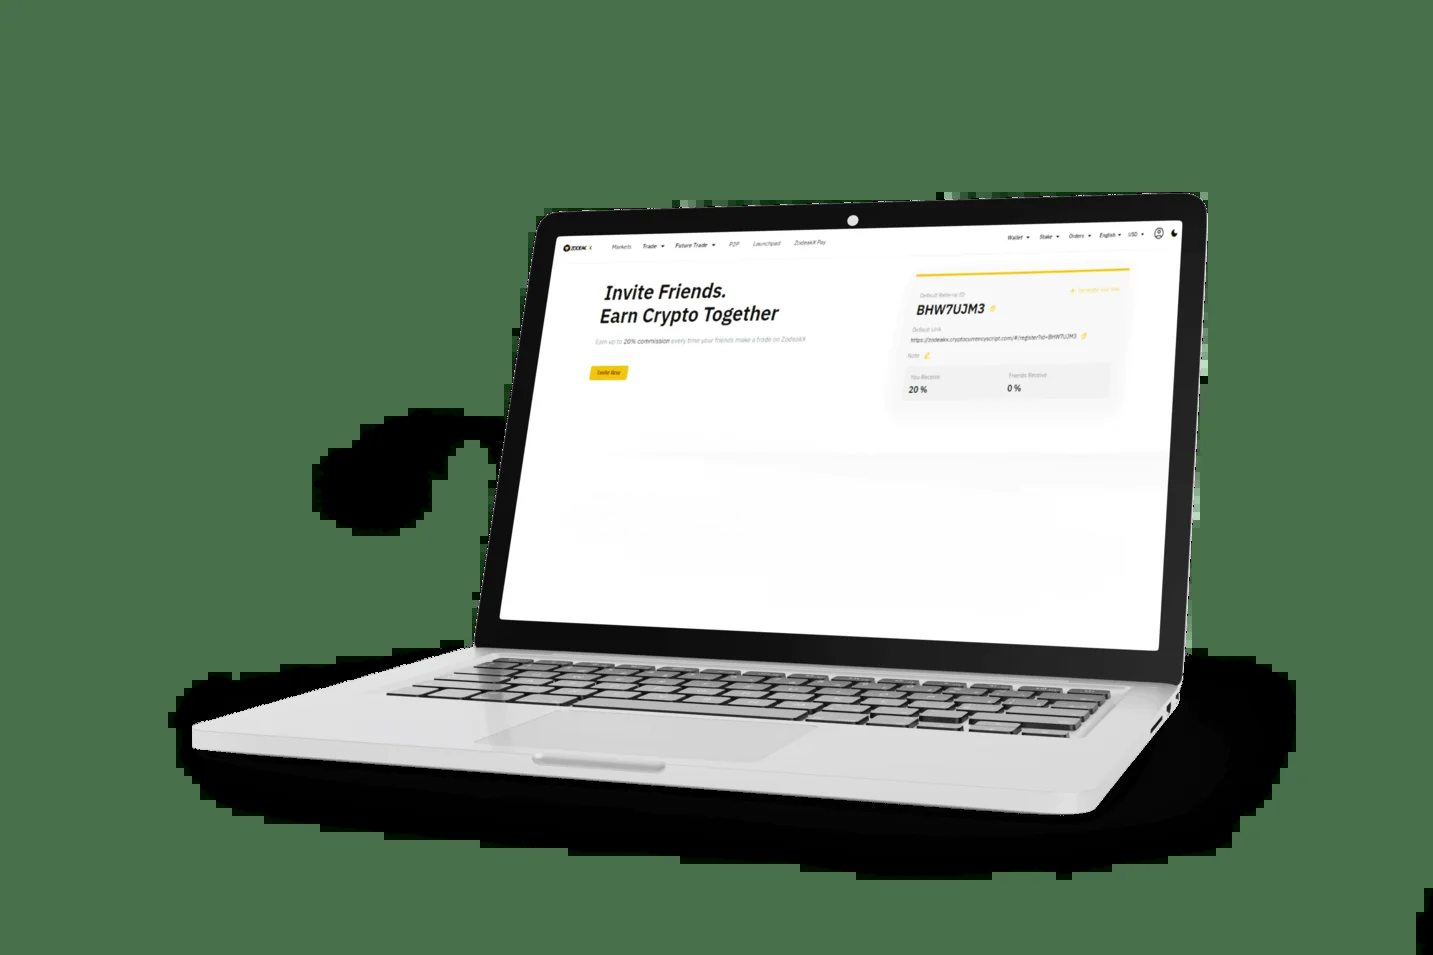 ZODEAK
Markets Trade Future Trade P2P Launchpad ZodeakX Pay
Wallet Stake Orders English USD
Invite Friends.
Earn Crypto Together
Earn up to 20% commission every time your friends make a trade on ZodeakX
Invite Now
Default Referral ID
BHW7UJM3
Default Link
https://zodeakx.cryptocurrencyscript.com/#/register?id=BHW7UJM3
Note
You Receive Friends Receive
20 % 0 %